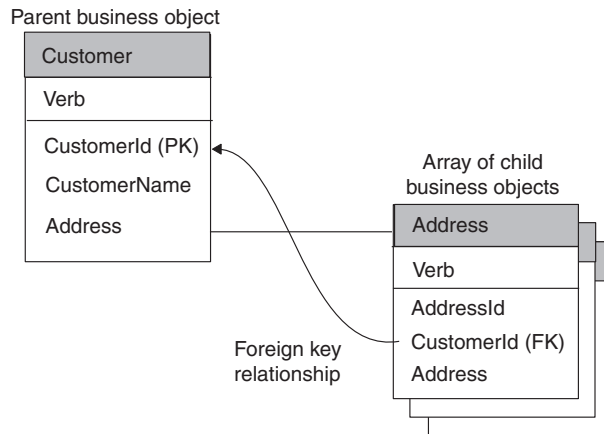 Parent business object
Customer
Verb
CustomerId (PK)
CustomerName
Address
Array of child
business objects
Address
Verb
AddressId
CustomerId (FK)
Address
Foreign key
relationship